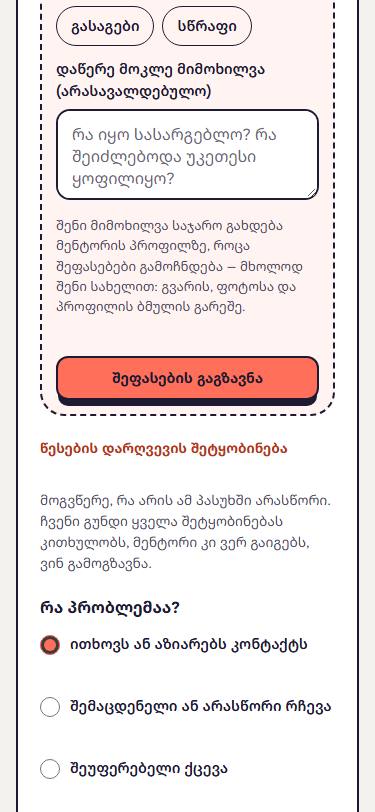 გასაგები
სწრაფი
დაწერე მოკლე მიმოხილვა
(არასავალდებულო)
რა იყო სასარგებლო? რა
შეიძლებოდა უკეთესი
ყოფილიყო?
შენი მიმოხილვა საჯარო გახდება
მენტორის პროფილზე, როცა
შეფასებები გამოჩნდება – მხოლოდ
შენი სახელით: გვარის, ფოტოსა და
პროფილის ბმულის გარეშე.
შეფასების გაგზავნა
წესების დარღვევის შეტყობინება
მოგვწერე, რა არის ამ პასუხში არასწორი.
ჩვენი გუნდი ყველა შეტყობინებას
კითხულობს, მენტორი კი ვერ გაიგებს,
ვინ გამოგზავნა.
რა პრობლემაა?
ითხოვს ან აზიარებს კონტაქტს
შემაცდენელი ან არასწორი რჩევა
შეუფერებელი ქცევა